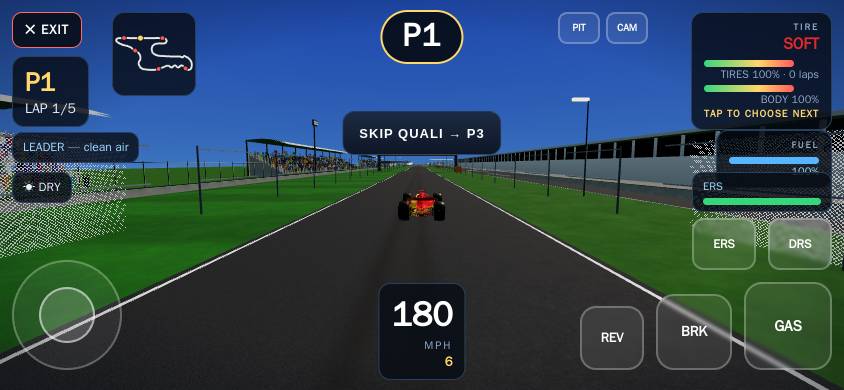 ✕ EXIT
P1
PIT
CAM
TIRE
SOFT
TIRES 100% · 0 laps
BODY 100%
TAP TO CHOOSE NEXT
P1
LAP 1/5
LEADER — clean air
SKIP QUALI → P3
FUEL
100%
☀ DRY
ERS
ERS
DRS
180
MPH
6
REV
BRK
GAS